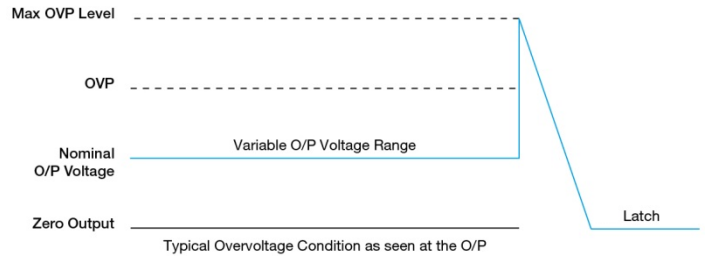 Max OVP Level
OVP
Variable O/P Voltage Range
Nominal
O/P Voltage
Zero Output
Latch
Typical Overvoltage Condition as seen at the O/P